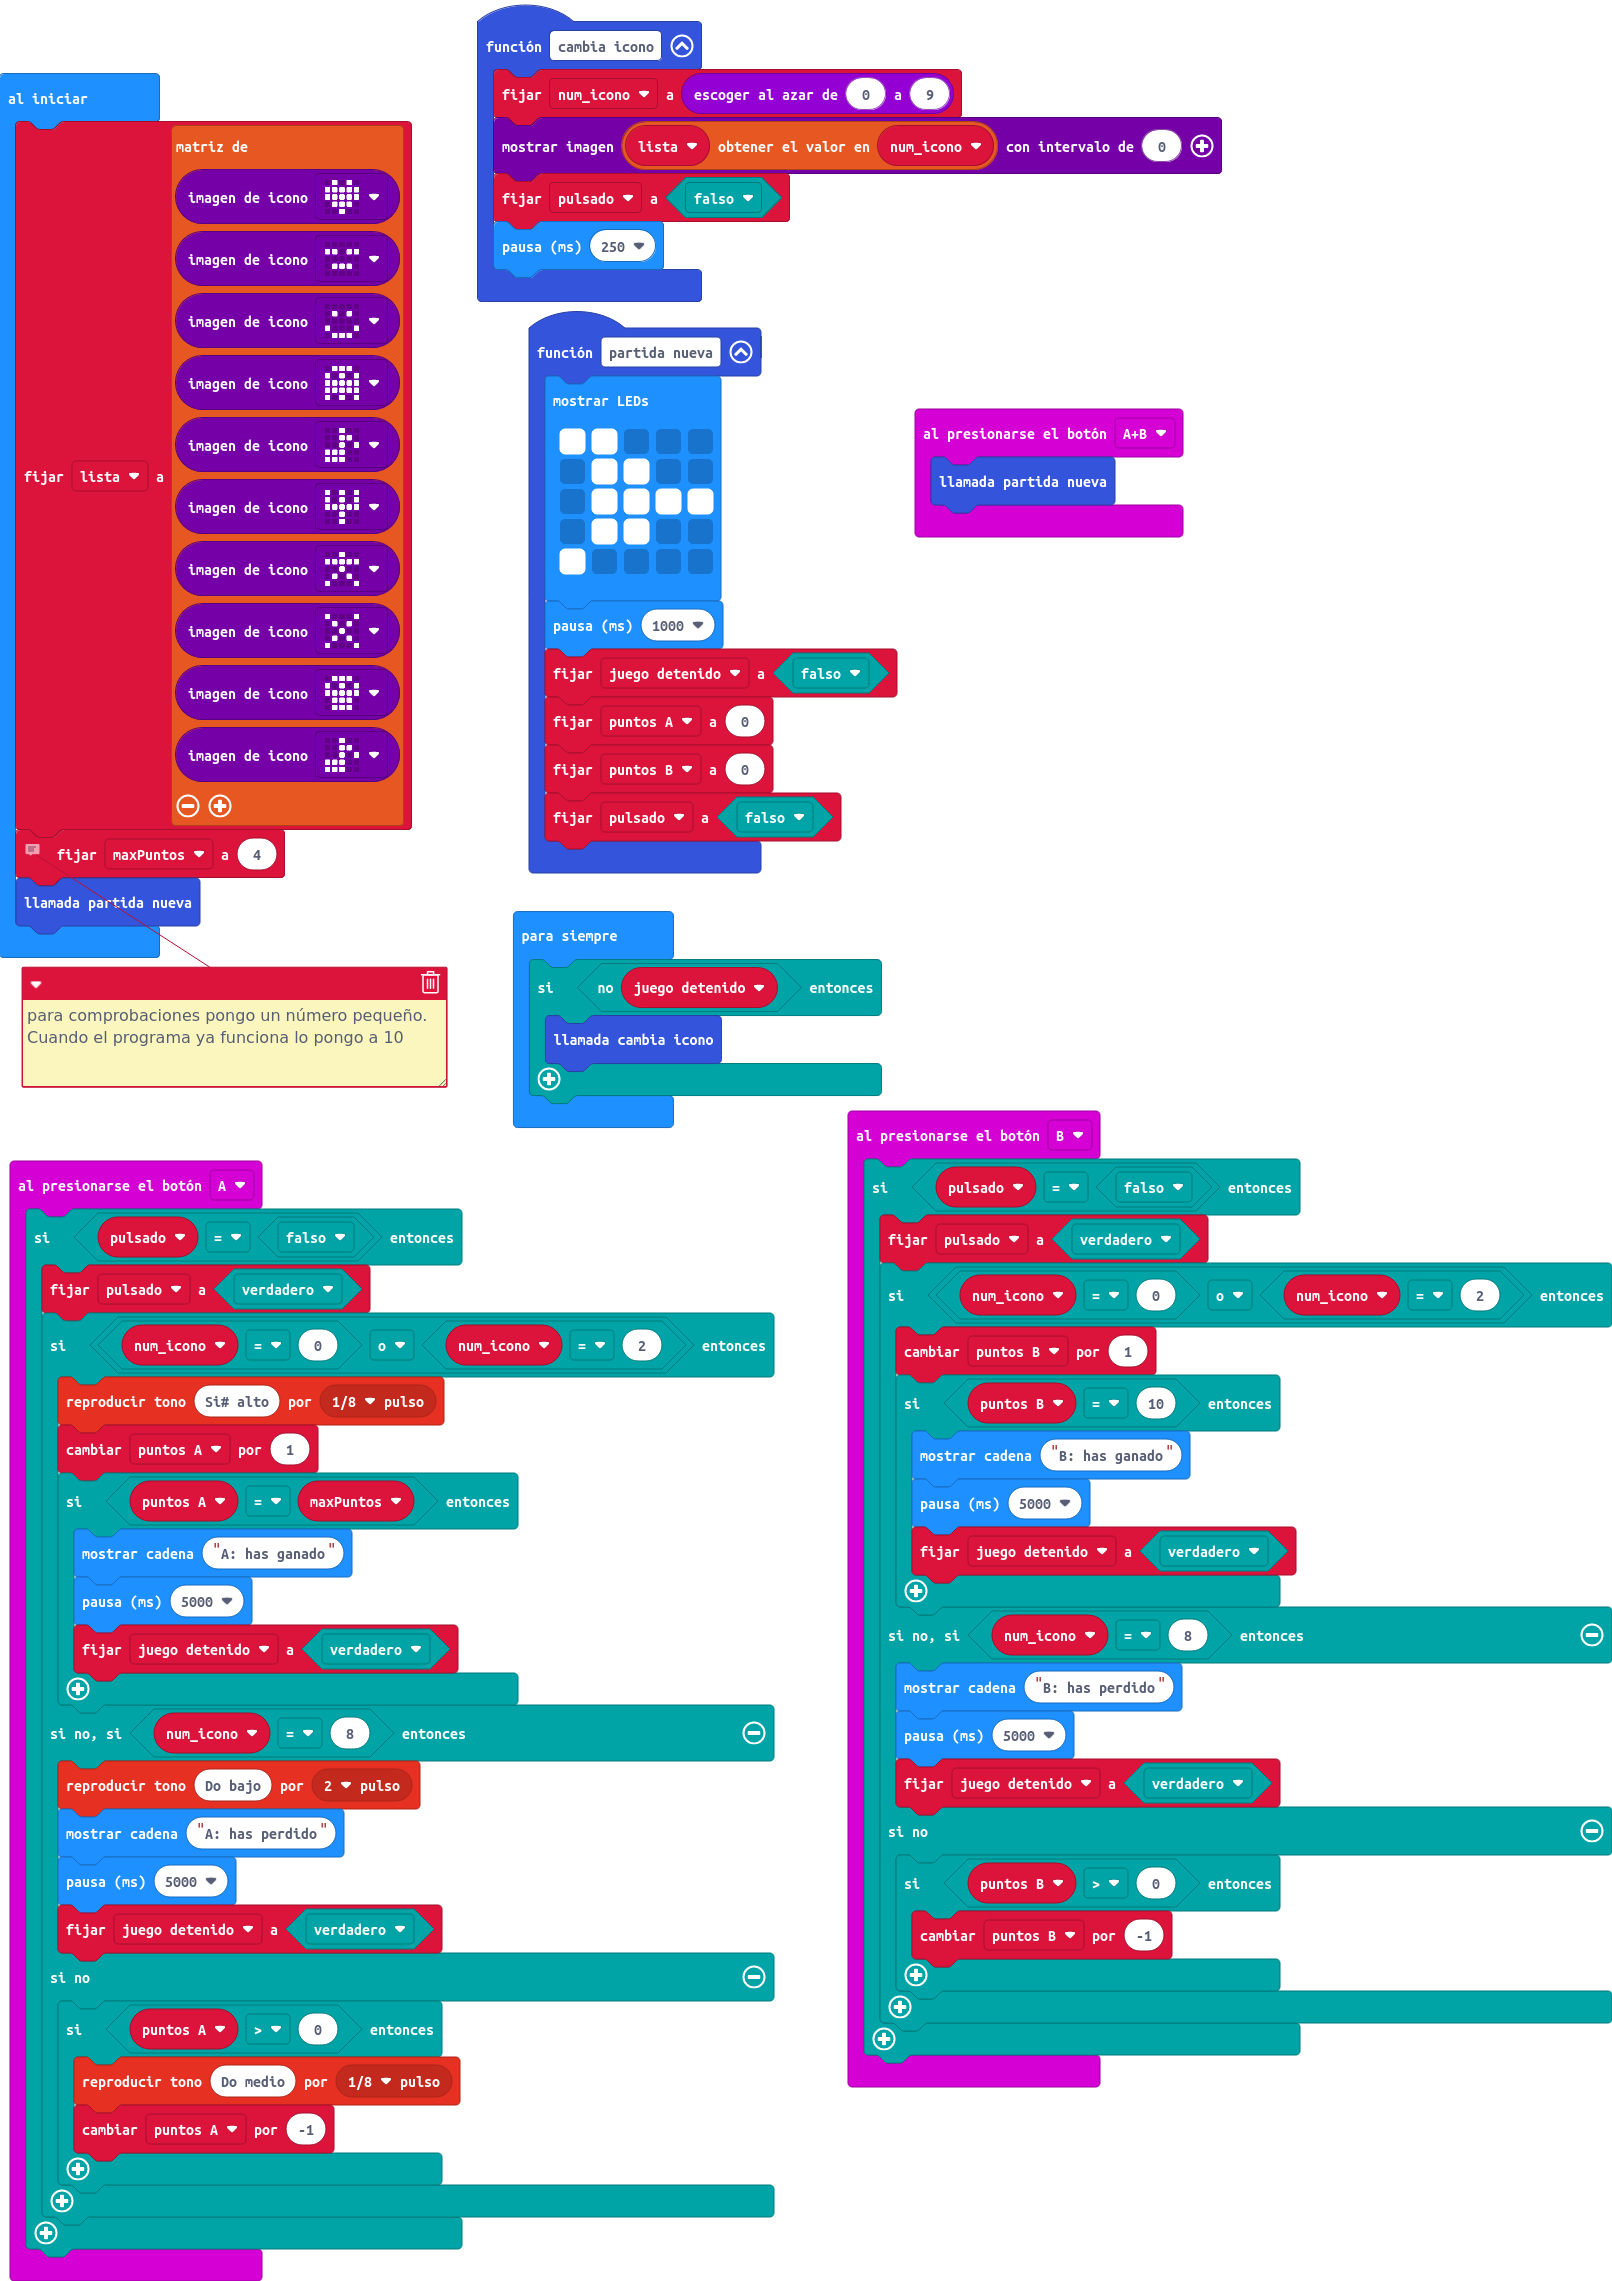 al iniciar
fijar lista a
matriz de
imagen de icono
imagen de icono
imagen de icono
imagen de icono
imagen de icono
imagen de icono
imagen de icono
imagen de icono
imagen de icono
imagen de icono
fijar maxPuntos a 4
llamada partida nueva
para comprobaciones pongo un número pequeño.
Cuando el programa ya funciona lo pongo a 10
función cambia icono
fijar num_icono a escoger al azar de 0 a 9
mostrar imagen lista obtener el valor en num_icono con intervalo de 0
fijar pulsado a falso
pausa (ms) 250
función partida nueva
mostrar LEDs
pausa (ms) 1000
fijar juego detenido a falso
fijar puntos A a 0
fijar puntos B a 0
fijar pulsado a falso
al presionarse el botón A+B
llamada partida nueva
para siempre
si no juego detenido entonces
llamada cambia icono
al presionarse el botón A
si pulsado = falso entonces
fijar pulsado a verdadero
si num_icono = 0 o num_icono = 2 entonces
reproducir tono Si# alto por 1/8 pulso
cambiar puntos A por 1
si puntos A = maxPuntos entonces
mostrar cadena "A: has ganado"
pausa (ms) 5000
fijar juego detenido a verdadero
si no, si num_icono = 8 entonces
reproducir tono Do bajo por 2 pulso
mostrar cadena "A: has perdido"
pausa (ms) 5000
fijar juego detenido a verdadero
si no
si puntos A > 0 entonces
reproducir tono Do medio por 1/8 pulso
cambiar puntos A por -1
al presionarse el botón B
si pulsado = falso entonces
fijar pulsado a verdadero
si num_icono = 0 o num_icono = 2 entonces
cambiar puntos B por 1
si puntos B = 10 entonces
mostrar cadena "B: has ganado"
pausa (ms) 5000
fijar juego detenido a verdadero
si no, si num_icono = 8 entonces
mostrar cadena "B: has perdido"
pausa (ms) 5000
fijar juego detenido a verdadero
si no
si puntos B > 0 entonces
cambiar puntos B por -1